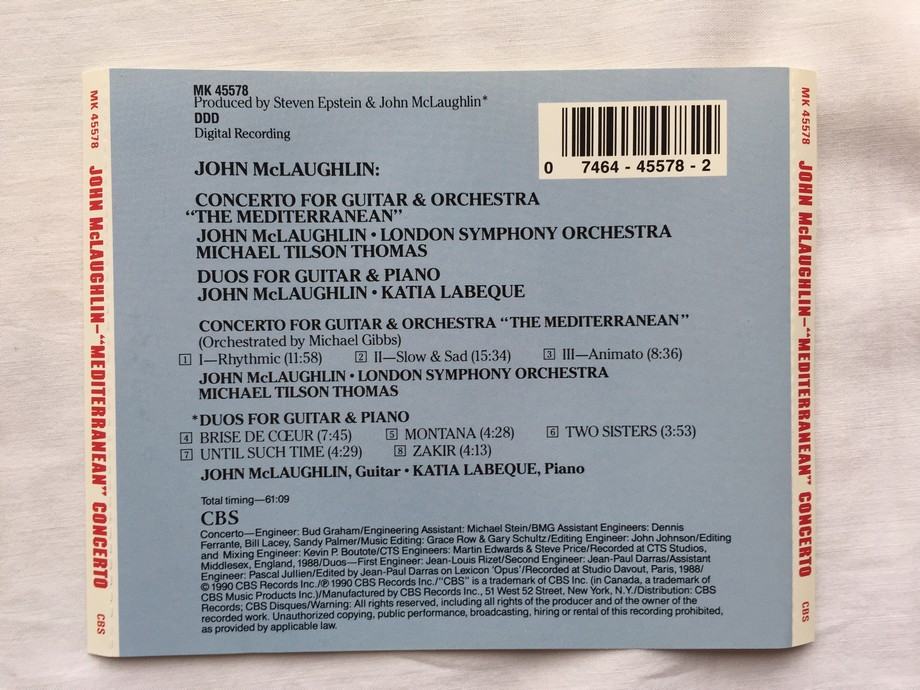 MK 45578
Produced by Steven Epstein & John McLaughlin*
DDD
Digital Recording
0 7464 - 45578 - 2
JOHN McLAUGHLIN:
CONCERTO FOR GUITAR & ORCHESTRA
“THE MEDITERRANEAN”
JOHN McLAUGHLIN • LONDON SYMPHONY ORCHESTRA
MICHAEL TILSON THOMAS
DUOS FOR GUITAR & PIANO
JOHN McLAUGHLIN • KATIA LABEQUE
CONCERTO FOR GUITAR & ORCHESTRA “THE MEDITERRANEAN”
(Orchestrated by Michael Gibbs)
1 I—Rhythmic (11:58) 2 II—Slow & Sad (15:34) 3 III—Animato (8:36)
JOHN McLAUGHLIN • LONDON SYMPHONY ORCHESTRA
MICHAEL TILSON THOMAS
*DUOS FOR GUITAR & PIANO
4 BRISE DE CŒUR (7:45) 5 MONTANA (4:28) 6 TWO SISTERS (3:53)
7 UNTIL SUCH TIME (4:29) 8 ZAKIR (4:13)
JOHN McLAUGHLIN, Guitar • KATIA LABEQUE, Piano
Total timing—61:09
CBS
Concerto—Engineer: Bud Graham/Engineering Assistant: Michael Stein/BMG Assistant Engineers: Dennis
Ferrante, Bill Lacey, Sandy Palmer/Music Editing: Grace Row & Gary Schultz/Editing Engineer: John Johnson/Editing
and Mixing Engineer: Kevin P. Boutote/CTS Engineers: Martin Edwards & Steve Price/Recorded at CTS Studios,
Middlesex, England, 1988/Duos—First Engineer: Jean-Louis Rizet/Second Engineer: Jean-Paul Darras/Assistant
Engineer: Pascal Jullien/Edited by Jean-Paul Darras on Lexicon 'Opus'/Recorded at Studio Davout, Paris, 1988/
© 1990 CBS Records Inc./℗ 1990 CBS Records Inc./"CBS" is a trademark of CBS Inc. (in Canada, a trademark of
CBS Music Products Inc.)/Manufactured by CBS Records Inc., 51 West 52 Street, New York, N.Y./Distribution: CBS
Records; CBS Disques/Warning: All rights reserved, including all rights of the producer and of the owner of the
recorded work. Unauthorized copying, public performance, broadcasting, hiring or rental of this recording prohibited,
as provided by applicable law.
MK 45578 JOHN McLAUGHLIN—“MEDITERRANEAN” CONCERTO CBS
MK 45578 JOHN McLAUGHLIN—“MEDITERRANEAN” CONCERTO CBS